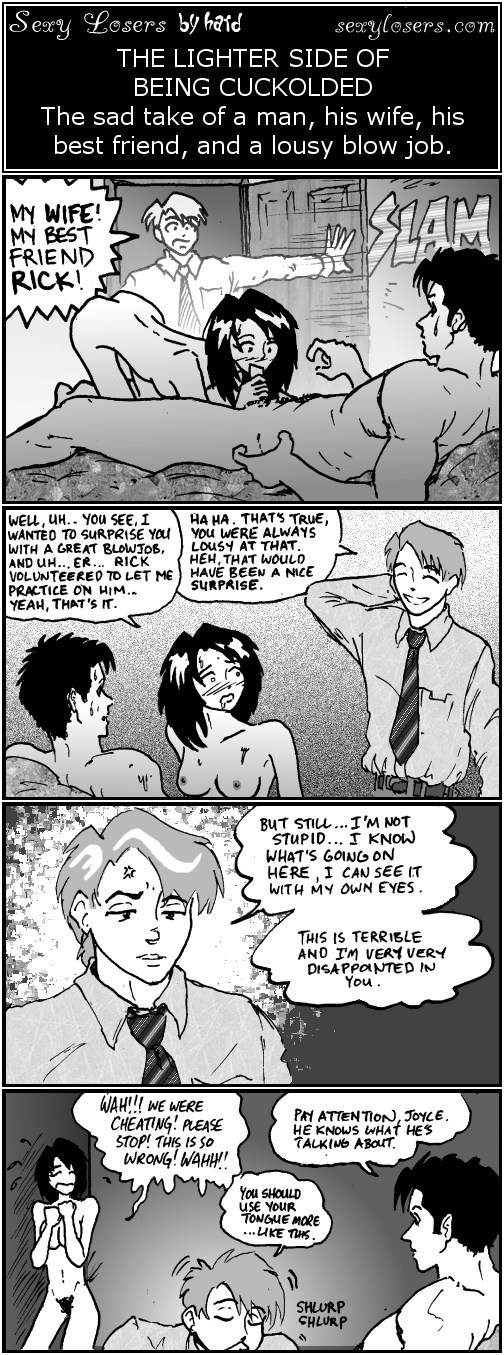 Sexy Losers by hard
sexylosers.com
THE LIGHTER SIDE OF
BEING CUCKOLDED
The sad take of a man, his wife, his
best friend, and a lousy blow job.
MY WIFE!
MY BEST
FRIEND
RICK!
SLAM
WELL, UH.. YOU SEE, I
WANTED TO SURPRISE YOU
WITH A GREAT BLOWJOB,
AND UH... ER... RICK
VOLUNTEERED TO LET ME
PRACTICE ON HIM...
YEAH, THAT'S IT.
HA HA. THAT'S TRUE,
YOU WERE ALWAYS
LOUSY AT THAT.
HEH, THAT WOULD
HAVE BEEN A NICE
SURPRISE.
BUT STILL... I'M NOT
STUPID... I KNOW
WHAT'S GOING ON
HERE, I CAN SEE IT
WITH MY OWN EYES.
THIS IS TERRIBLE
AND I'M VERY VERY
DISAPPOINTED IN
YOU.
WAH!!! WE WERE
CHEATING! PLEASE
STOP! THIS IS SO
WRONG! WAHH!!
PAY ATTENTION, JOYCE.
HE KNOWS WHAT HE'S
TALKING ABOUT.
YOU SHOULD
USE YOUR
TONGUE MORE
...LIKE THIS.
SHLURP
SHLURP